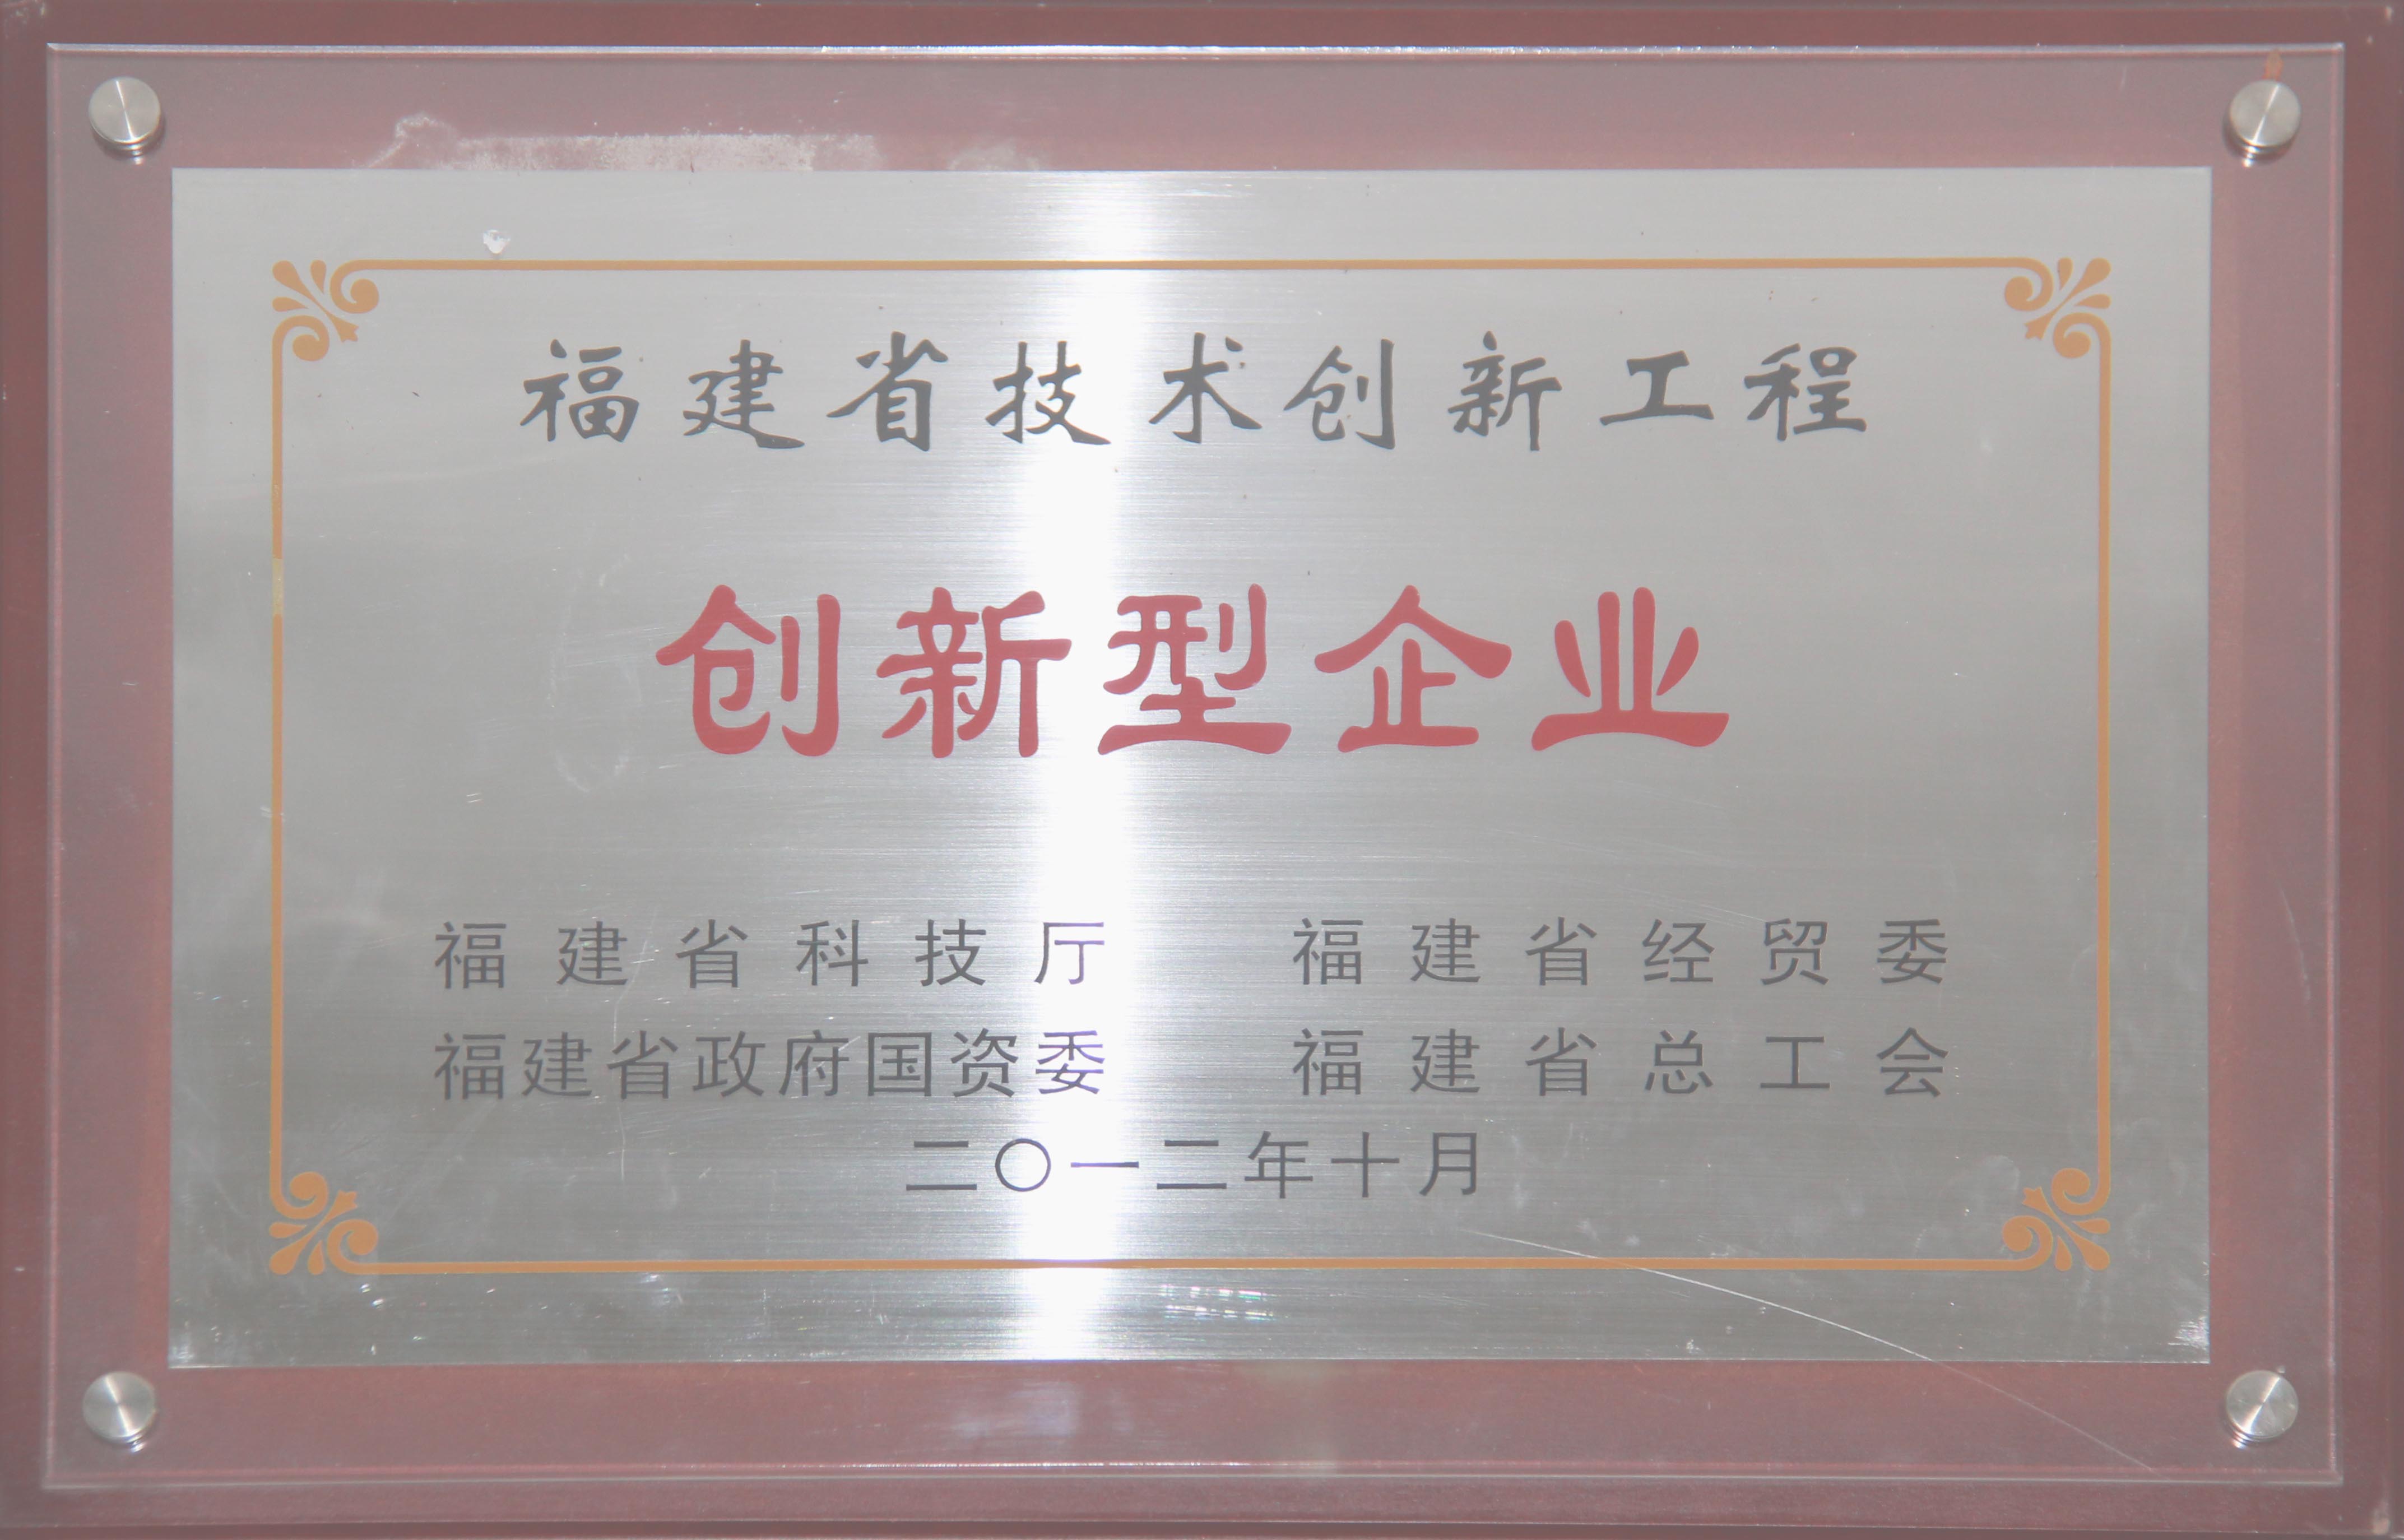 福建省技术创新工程
创新型企业
福建省科技厅 福建省经贸委
福建省政府国资委 福建省总工会
二〇一二年十月